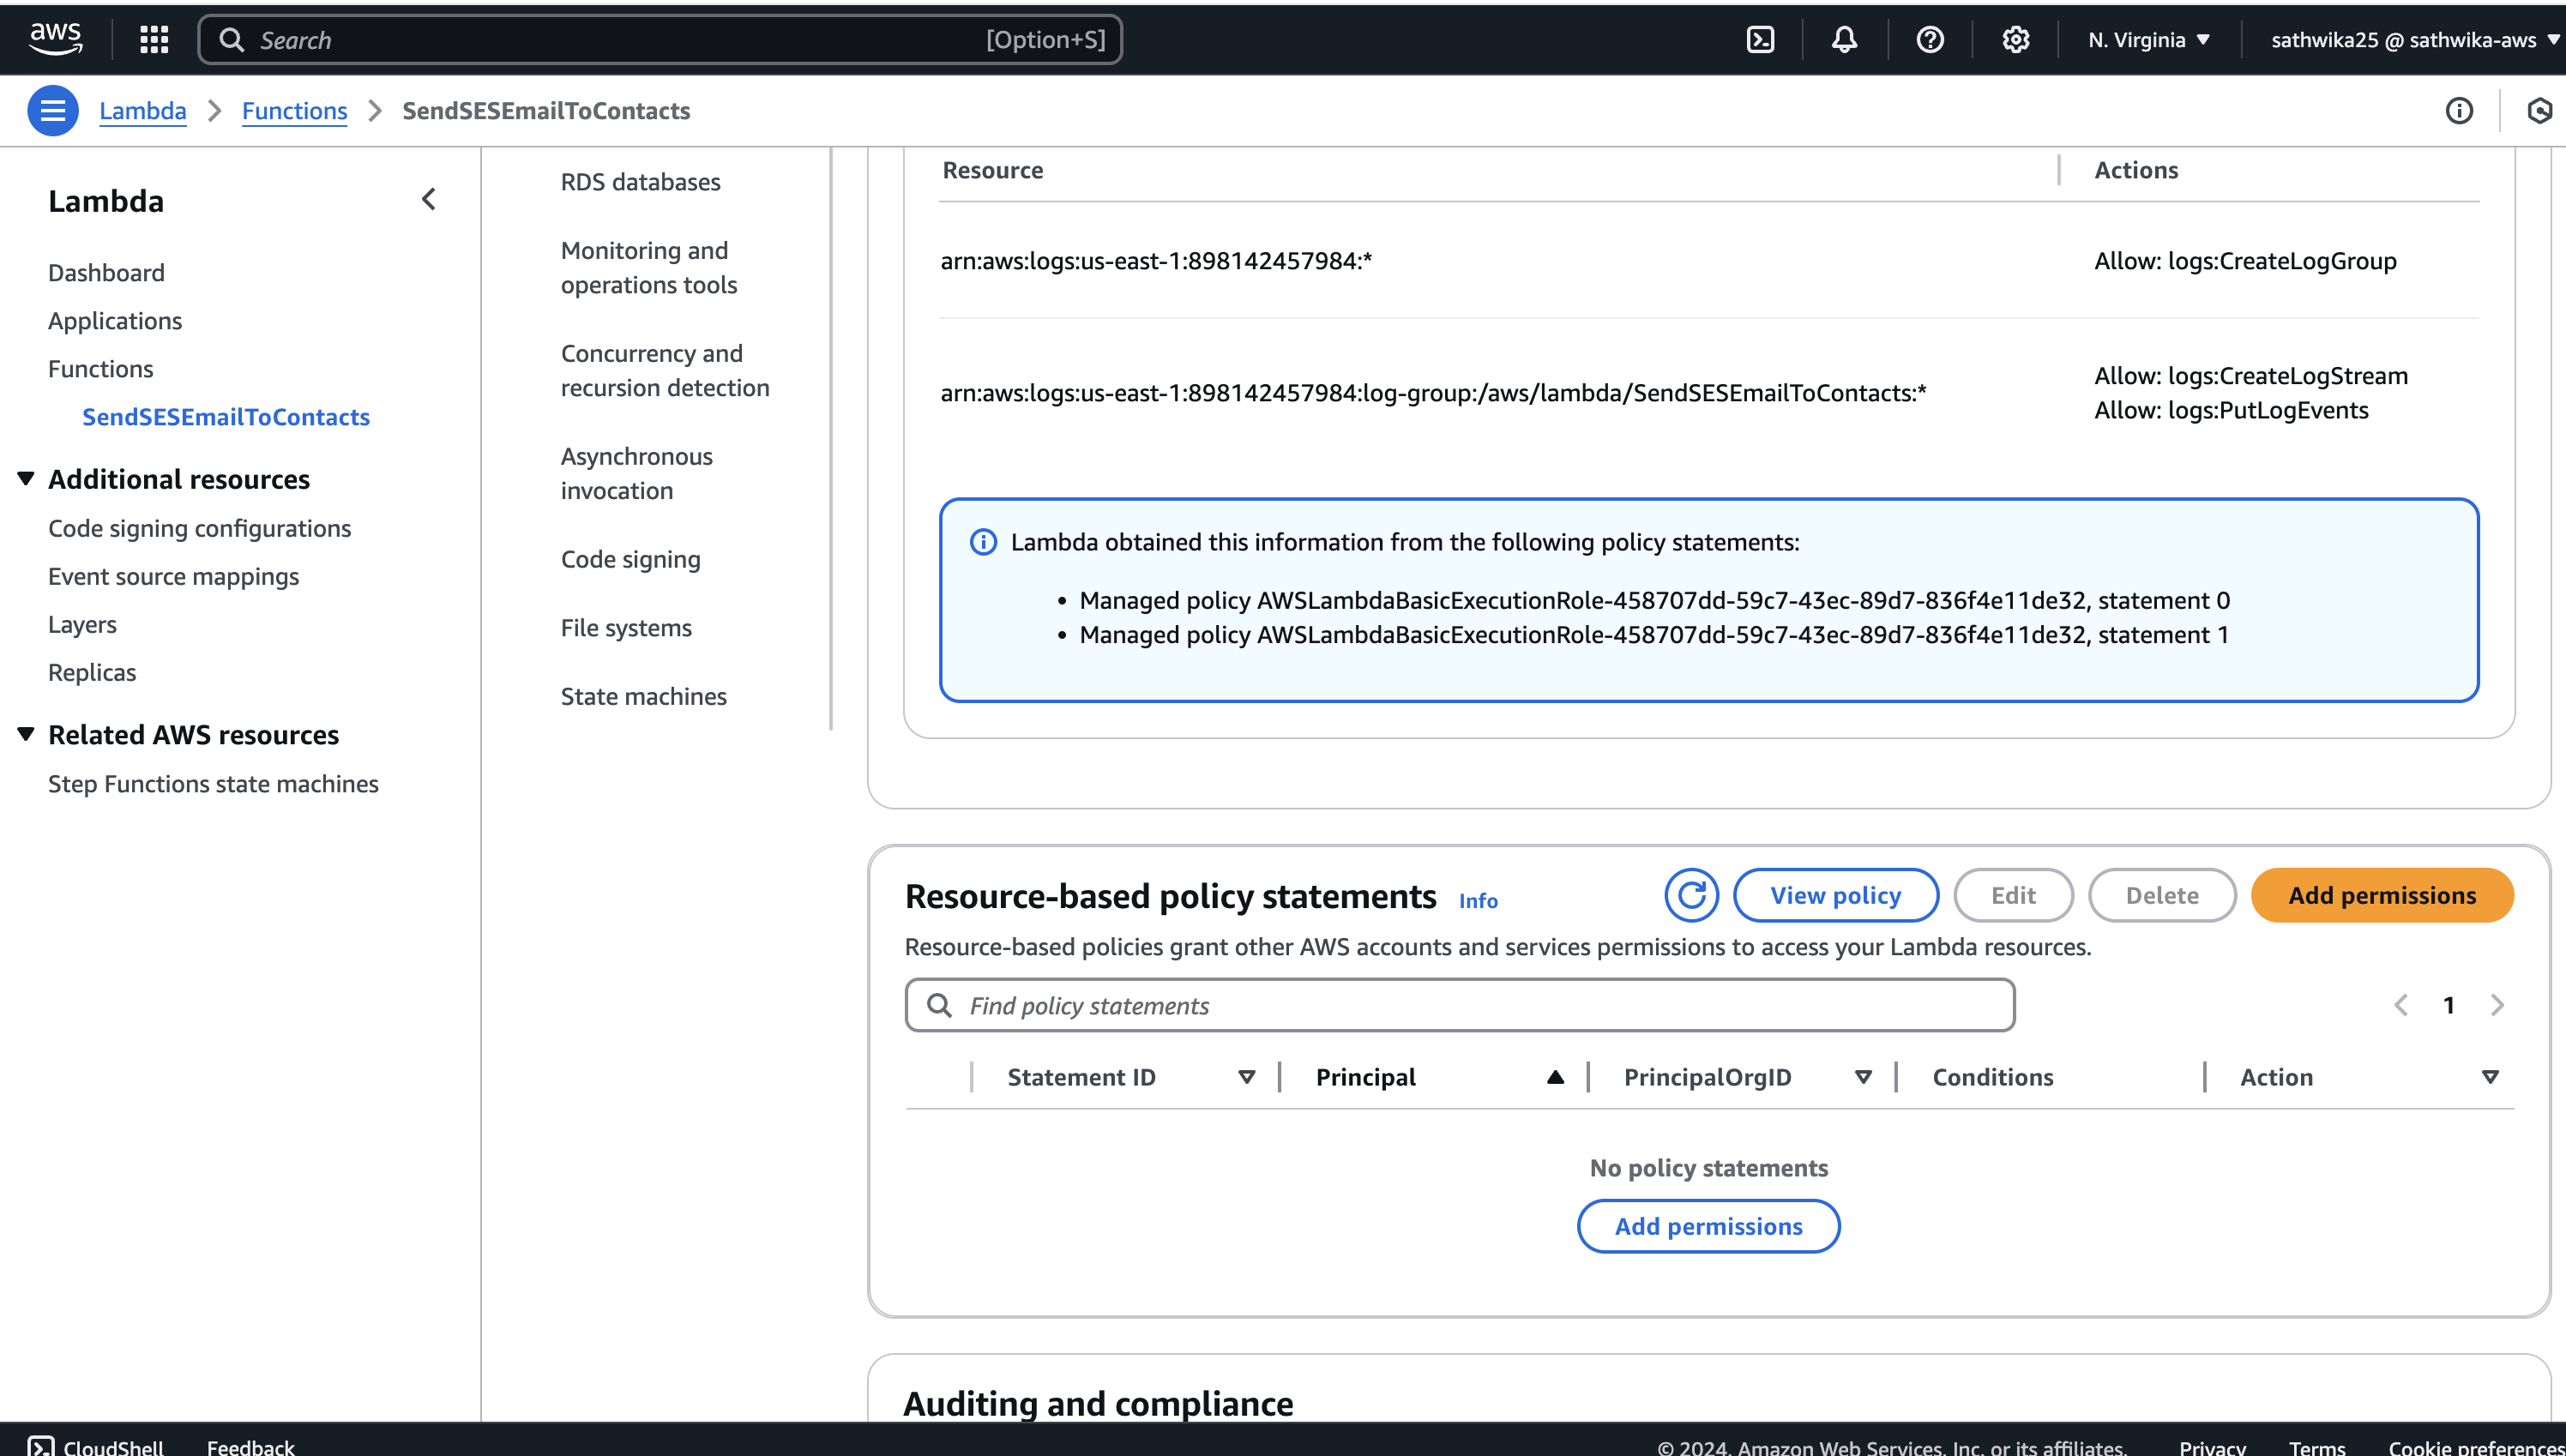 aws
Search
[Option+S]
N. Virginia
sathwika25 @ sathwika-aws
Lambda
Functions
SendSESEmailToContacts
Lambda
Dashboard
Applications
Functions
SendSESEmailToContacts
Additional resources
Code signing configurations
Event source mappings
Layers
Replicas
Related AWS resources
Step Functions state machines
RDS databases
Monitoring and
operations tools
Concurrency and
recursion detection
Asynchronous
invocation
Code signing
File systems
State machines
Resource
Actions
arn:aws:logs:us-east-1:898142457984:*
Allow: logs:CreateLogGroup
arn:aws:logs:us-east-1:898142457984:log-group:/aws/lambda/SendSESEmailToContacts:*
Allow: logs:CreateLogStream
Allow: logs:PutLogEvents
Lambda obtained this information from the following policy statements:
• Managed policy AWSLambdaBasicExecutionRole-458707dd-59c7-43ec-89d7-836f4e11de32, statement 0
• Managed policy AWSLambdaBasicExecutionRole-458707dd-59c7-43ec-89d7-836f4e11de32, statement 1
Resource-based policy statements
Info
View policy
Edit
Delete
Add permissions
Resource-based policies grant other AWS accounts and services permissions to access your Lambda resources.
Find policy statements
1
Statement ID
Principal
PrincipalOrgID
Conditions
Action
No policy statements
Add permissions
Auditing and compliance
CloudShell
Feedback
© 2024, Amazon Web Services, Inc. or its affiliates.
Privacy
Terms
Cookie preferences